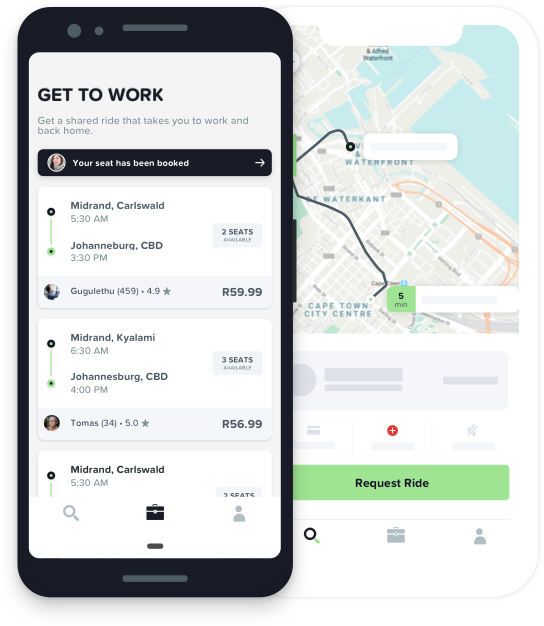 GET TO WORK
Get a shared ride that takes you to work and
back home.
Your seat has been booked
Midrand, Carlswald
5:30 AM
2 SEATS
AVAILABLE
Johanneburg, CBD
3:30 PM
Gugulethu (459) • 4.9 ★
R59.99
Midrand, Kyalami
6:30 AM
3 SEATS
AVAILABLE
Johannesburg, CBD
4:00 PM
Tomas (34) • 5.0 ★
R56.99
Midrand, Carlswald
5:30 AM
2 SEATS
& Alfred
Waterfront
WATERFRONT
DE WATERKANT
Cape Town
5
min
CAPE TOWN
CITY CENTRE
Request Ride